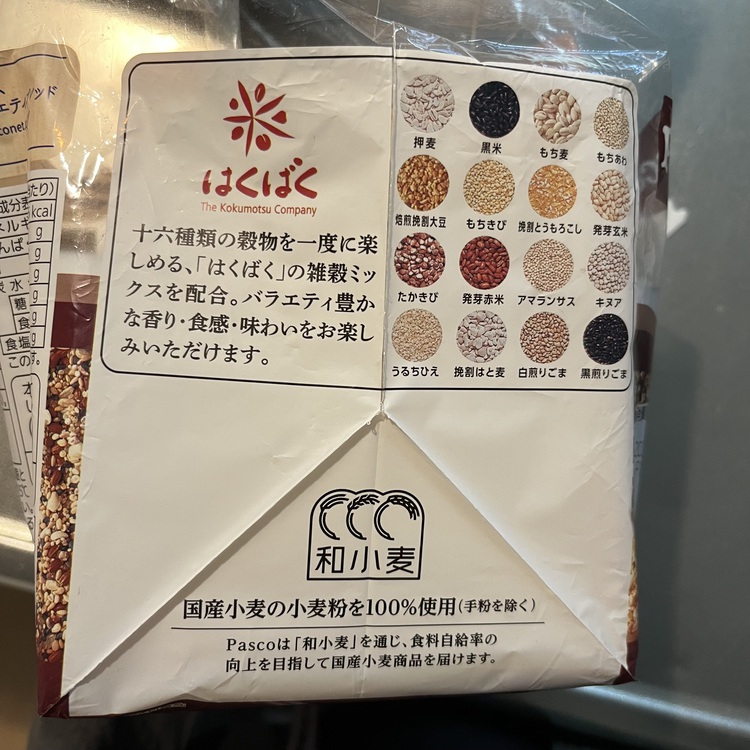 はくばく
The Kokumotsu Company
十六種類の穀物を一度に楽
しめる、「はくばく」の雑穀ミッ
クスを配合。バラエティ豊か
な香り・食感・味わいをお楽し
みいただけます。
押麦 黒米 もち麦 もちあわ
焙煎挽割大豆 もちきび 挽割とうもろこし 発芽玄米
たかきび 発芽赤米 アマランサス キヌア
うるちひえ 挽割はと麦 白煎りごま 黒煎りごま
和小麦
国産小麦の小麦粉を100%使用(手粉を除く)
Pascoは「和小麦」を通じ、食料自給率の
向上を目指して国産小麦商品を届けます。
たり)
kcal
g
g
g
g
g